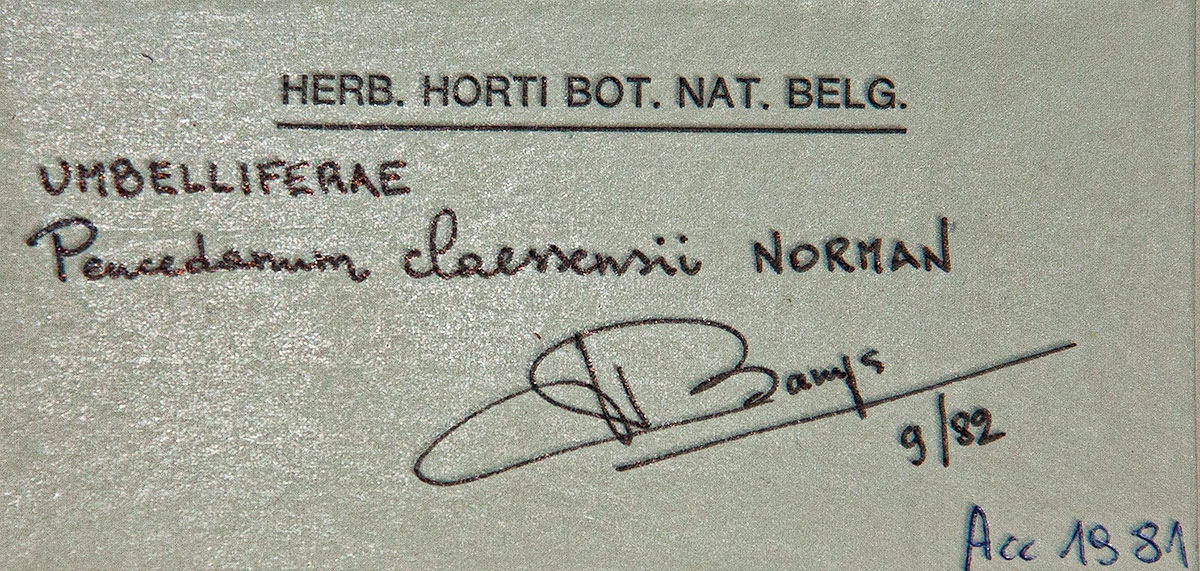 HERB. HORTI BOT. NAT. BELG.
UMBELLIFERAE
Peucedanum claessensii NORMAN
Bamps
9/82
Acc 1981